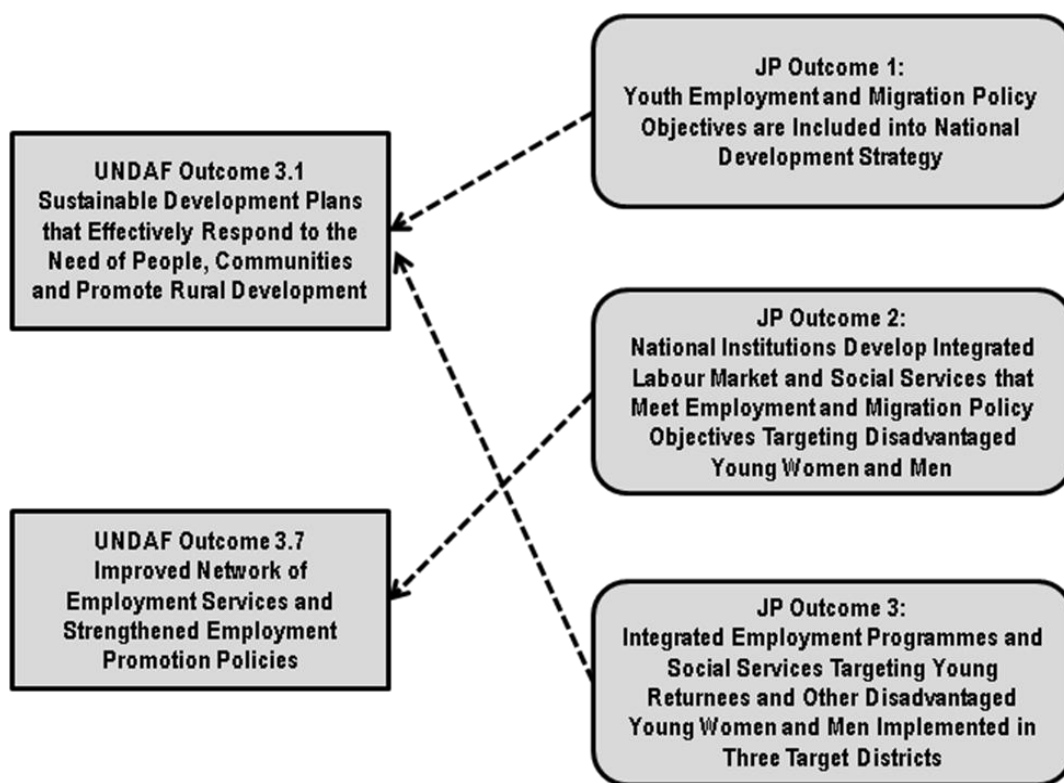 UNDAF Outcome 3.1
Sustainable Development Plans
that Effectively Respond to the
Need of People, Communities
and Promote Rural Development
UNDAF Outcome 3.7
Improved Network of
Employment Services and
Strengthened Employment
Promotion Policies
JP Outcome 1:
Youth Employment and Migration Policy
Objectives are Included into National
Development Strategy
JP Outcome 2:
National Institutions Develop Integrated
Labour Market and Social Services that
Meet Employment and Migration Policy
Objectives Targeting Disadvantaged
Young Women and Men
JP Outcome 3:
Integrated Employment Programmes and
Social Services Targeting Young
Returnees and Other Disadvantaged
Young Women and Men Implemented in
Three Target Districts